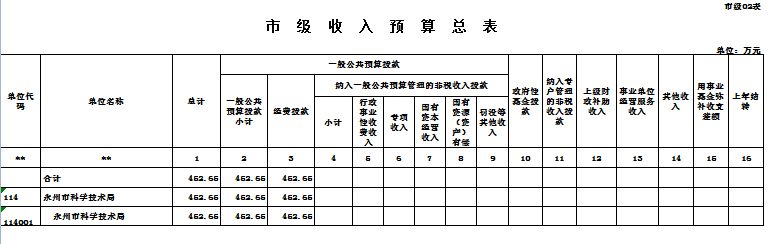 市级02表
市 级 收 入 预 算 总 表
单位：万元
单位代码 单位名称 总计 一般公共预算拨款 政府性基金拨款 纳入专户管理的非税收入拨款 上级财政补助收入 事业单位经营服务收入 其他收入 用事业基金弥补收支差额 上年结转
一般公共预算拨款小计 经费拨款 纳入一般公共预算管理的非税收入拨款
小计 行政事业性收费收入 专项收入 国有资本经营收入 国有资源（资产）有偿 罚没等其他收入
** ** 1 2 3 4 5 6 7 8 9 10 11 12 13 14 15 16
合计 462.66 462.66 462.66
114 永州市科学技术局 462.66 462.66 462.66
114001 永州市科学技术局 462.66 462.66 462.66